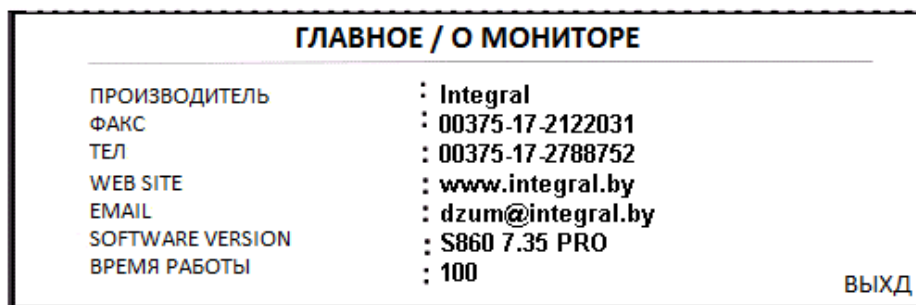 ГЛАВНОЕ / О МОНИТОРЕ
ПРОИЗВОДИТЕЛЬ : Integral
ФАКС : 00375-17-2122031
ТЕЛ : 00375-17-2788752
WEB SITE : www.integral.by
EMAIL : dzum@integral.by
SOFTWARE VERSION : S860 7.35 PRO
ВРЕМЯ РАБОТЫ : 100
ВЫХД